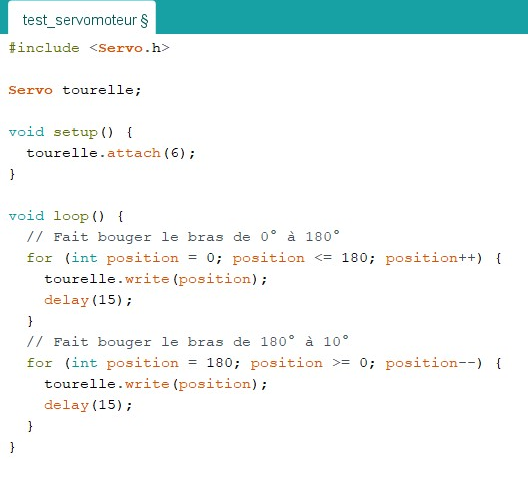 test_servomoteur §
#include <Servo.h>
Servo tourelle;
void setup() {
tourelle.attach(6);
}
void loop() {
// Fait bouger le bras de 0° à 180°
for (int position = 0; position <= 180; position++) {
tourelle.write(position);
delay(15);
}
// Fait bouger le bras de 180° à 10°
for (int position = 180; position >= 0; position--) {
tourelle.write(position);
delay(15);
}
}